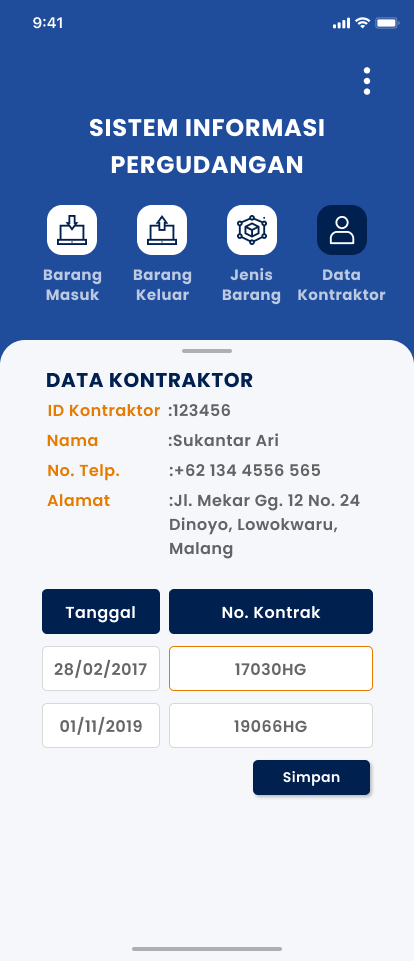 9:41
SISTEM INFORMASI
PERGUDANGAN
Barang Masuk
Barang Keluar
Jenis Barang
Data Kontraktor
DATA KONTRAKTOR
ID Kontraktor :123456
Nama :Sukantar Ari
No. Telp. :+62 134 4556 565
Alamat :Jl. Mekar Gg. 12 No. 24
Dinoyo, Lowokwaru,
Malang
Tanggal No. Kontrak
28/02/2017 17030HG
01/11/2019 19066HG
Simpan